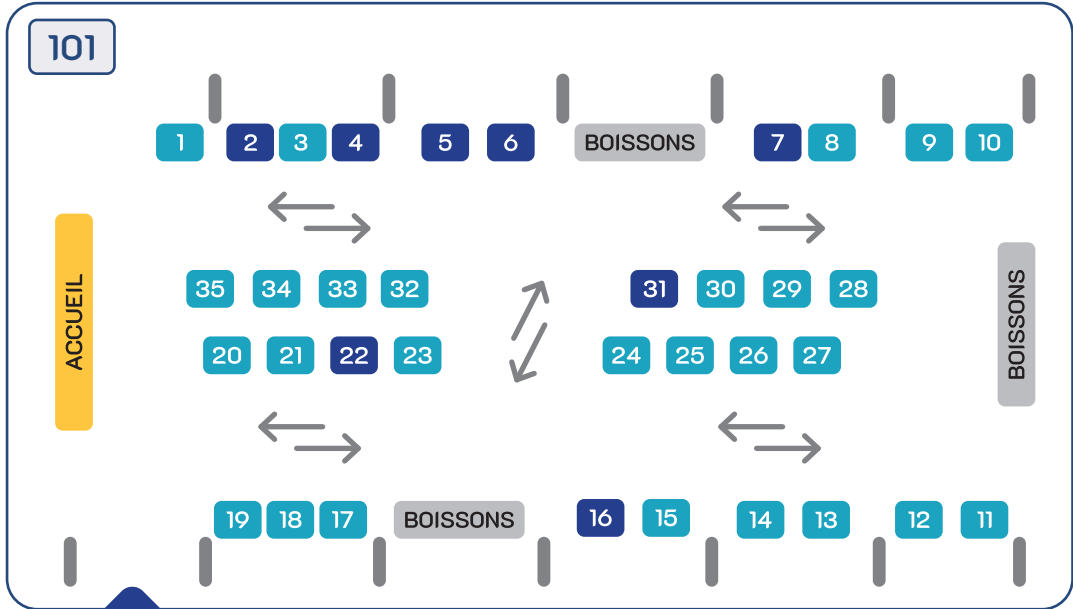 101
1 2 3 4 5 6 BOISSONS 7 8 9 10
ACCUEIL
35 34 33 32 31 30 29 28
20 21 22 23 24 25 26 27
BOISSONS
19 18 17 BOISSONS 16 15 14 13 12 11